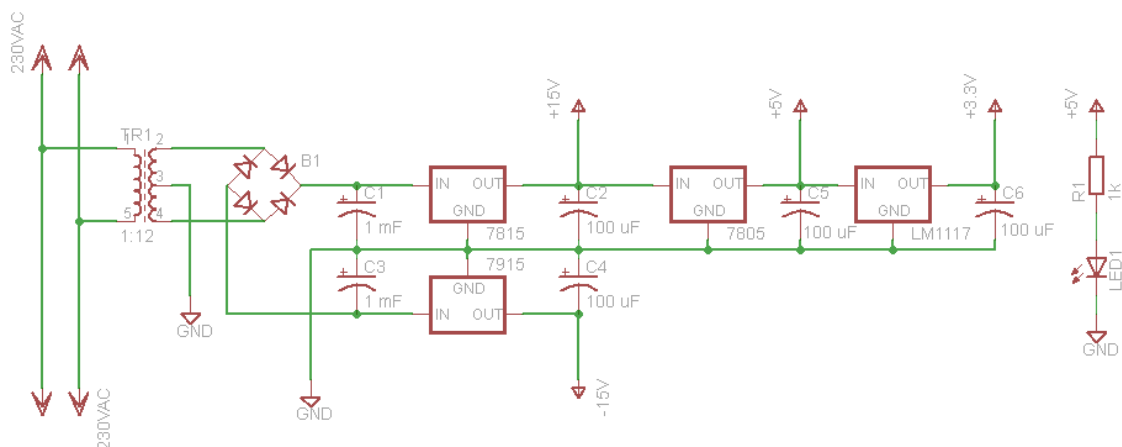 230VAC
TR1
1
2
3
4
5
1:12
B1
GND
C1
1 mF
C3
1 mF
GND
IN
OUT
GND
7815
7915
GND
IN
OUT
+15V
C2
100 uF
C4
100 uF
-15V
IN
OUT
GND
7805
+5V
C5
100 uF
IN
OUT
GND
LM1117
+3.3V
C6
100 uF
+5V
R1
1k
LED1
GND
230VAC